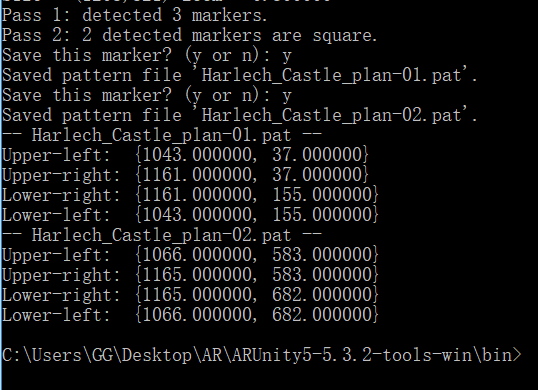 Pass 1: detected 3 markers.
Pass 2: 2 detected markers are square.
Save this marker? (y or n): y
Saved pattern file 'Harlech_Castle_plan-01.pat'.
Save this marker? (y or n): y
Saved pattern file 'Harlech_Castle_plan-02.pat'.
-- Harlech_Castle_plan-01.pat --
Upper-left:  {1043.000000, 37.000000}
Upper-right: {1161.000000, 37.000000}
Lower-right: {1161.000000, 155.000000}
Lower-left:  {1043.000000, 155.000000}
-- Harlech_Castle_plan-02.pat --
Upper-left:  {1066.000000, 583.000000}
Upper-right: {1165.000000, 583.000000}
Lower-right: {1165.000000, 682.000000}
Lower-left:  {1066.000000, 682.000000}
C:\Users\GG\Desktop\AR\ARUnity5-5.3.2-tools-win\bin>